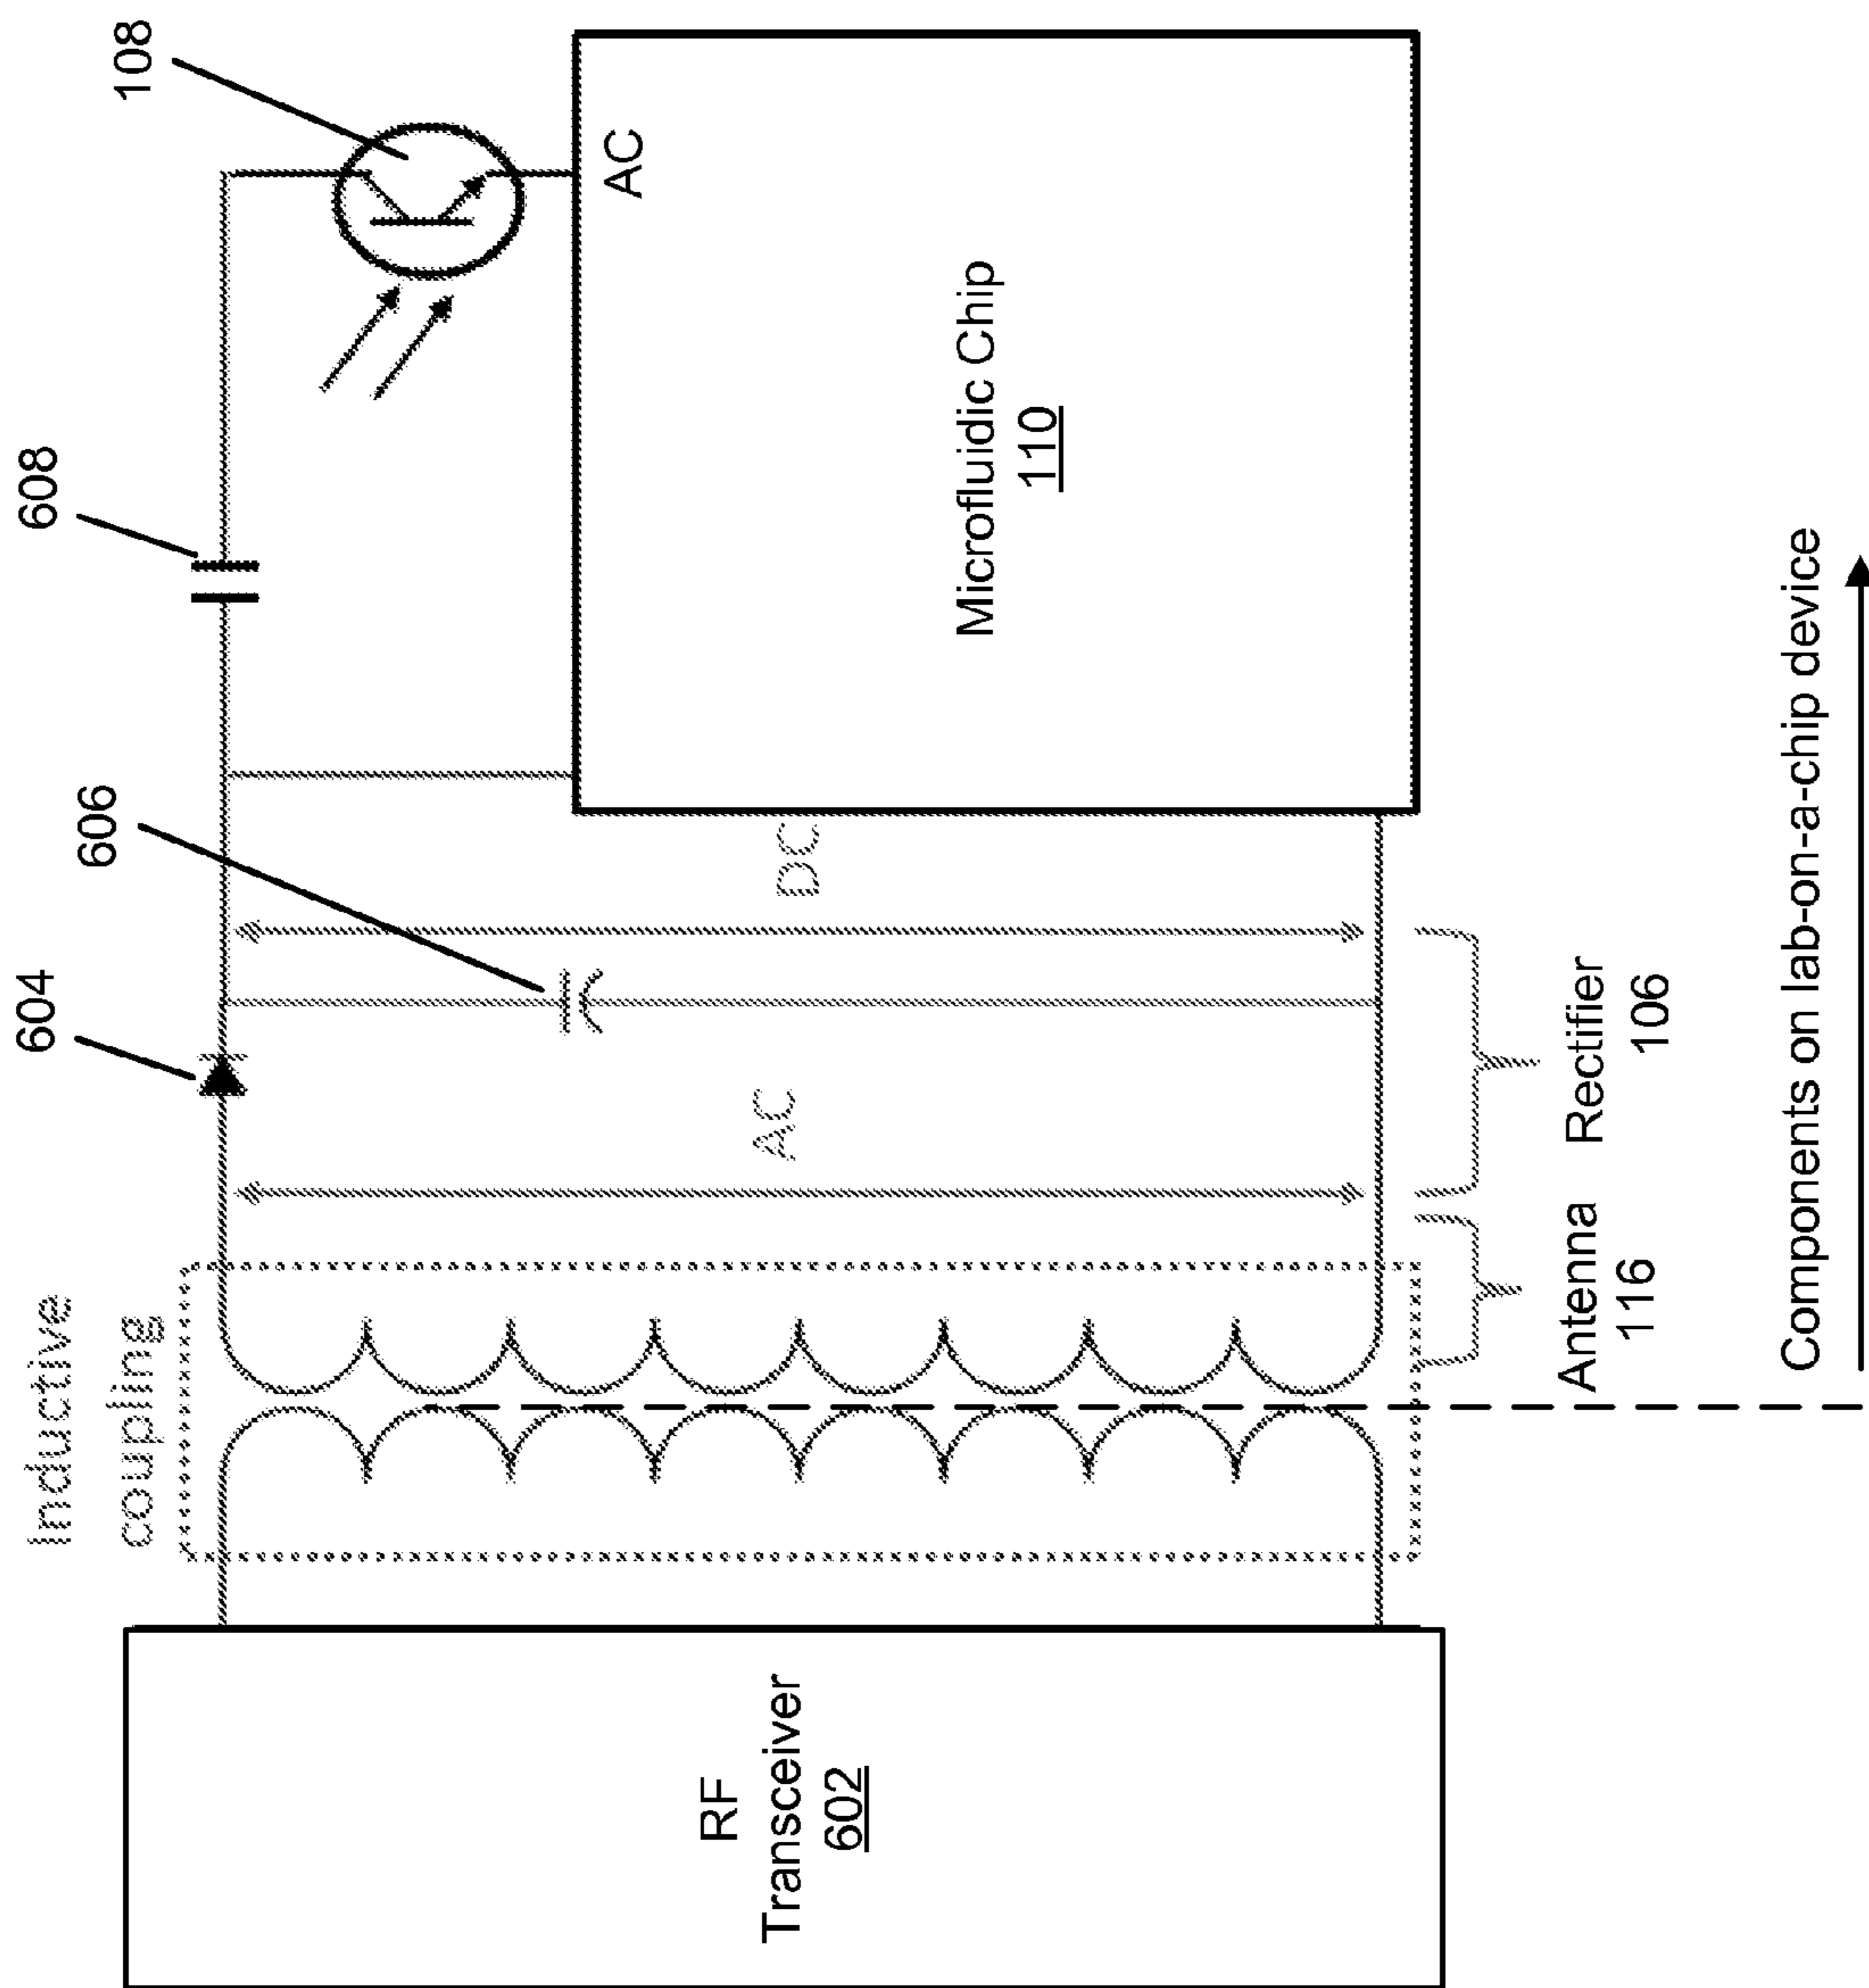 Inductive
coupling
604
606
608
108
RF
Transceiver
602
AC
DC
Microfluidic Chip
110
AC
Antenna
116
Rectifier
106
Components on lab-on-a-chip device